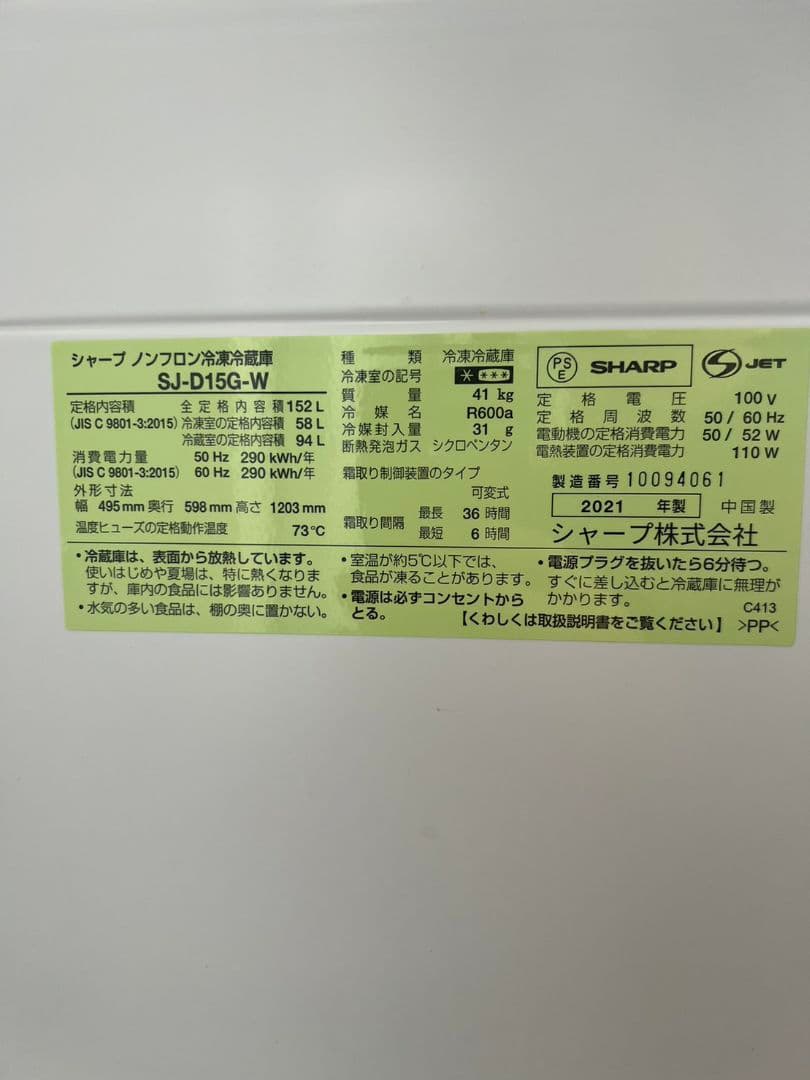 シャープ ノンフロン冷凍冷蔵庫
SJ-D15G-W
定格内容積 全定格内容積 152 L
(JIS C 9801-3:2015) 冷凍室の定格内容積 58 L
冷蔵室の定格内容積 94 L
消費電力量 50 Hz 290 kWh/年
(JIS C 9801-3:2015) 60 Hz 290 kWh/年
外形寸法
幅 495 mm 奥行 598 mm 高さ 1203 mm
温度ヒューズの定格動作温度 73℃
種類 冷凍冷蔵庫
冷凍室の記号 * ***
質量 41 kg
冷媒名 R600a
冷媒封入量 31 g
断熱発泡ガス シクロペンタン
霜取り制御装置のタイプ
可変式
霜取り間隔 最長 36 時間
最短 6 時間
PS E SHARP S JET
定格電圧 100 V
定格周波数 50 / 60 Hz
電動機の定格消費電力 50 / 52 W
電熱装置の定格消費電力 110 W
製造番号 10094061
2021 年製 中国製
シャープ株式会社
・冷蔵庫は、表面から放熱しています。
使いはじめや夏場は、特に熱くなりま
すが、庫内の食品には影響ありません。
・水気の多い食品は、棚の奥に置かない。
・室温が約5℃以下では、
食品が凍ることがあります。
・電源は必ずコンセントから
とる。
・電源プラグを抜いたら6分待つ。
すぐに差し込むと冷蔵庫に無理が
かかります。
C413
【くわしくは取扱説明書をご覧ください】 >PP<